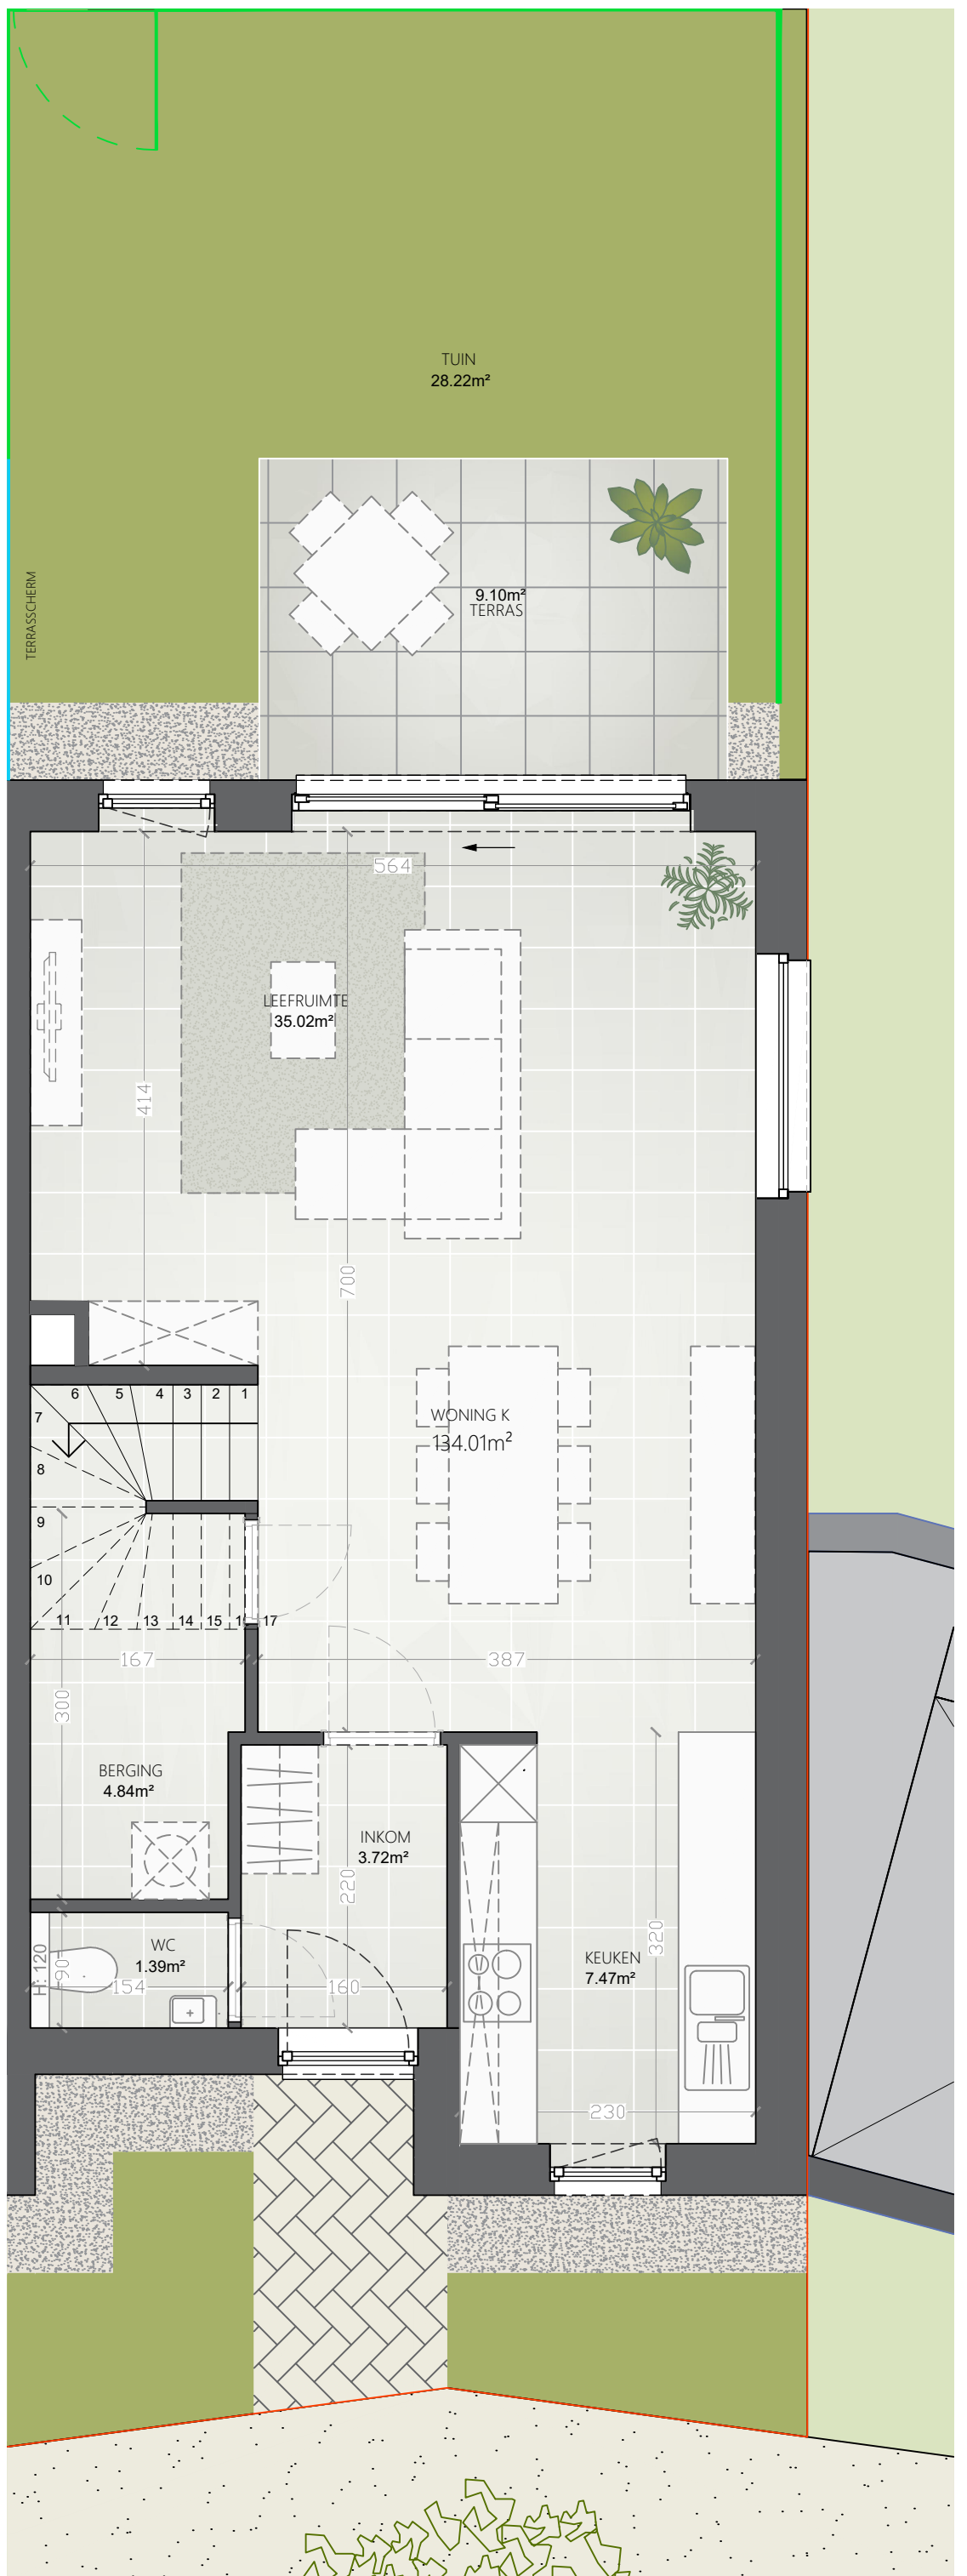 TUIN
28.22m²
TERRASSCHERM
9.10m²
TERRAS
564
LEEFRUIMTE
35.02m²
414
700
6 5 4 3 2 1
7
8
WONING K
134.01m²
9
10
11 12 13 14 15 17
167
387
300
BERGING
4.84m²
INKOM
3.72m²
220
WC
1.39m²
H: 120
90
154
160
KEUKEN
7.47m²
320
230